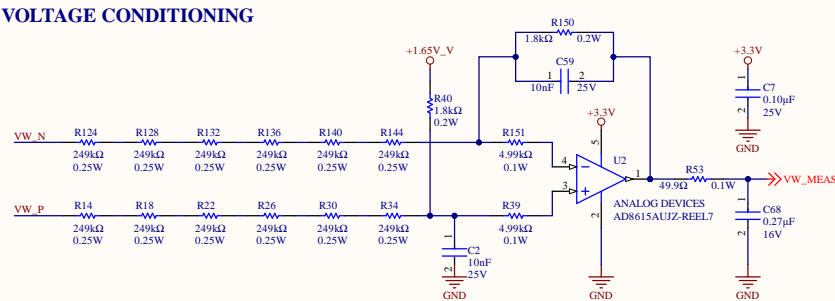 VOLTAGE CONDITIONING
R150
1.8kΩ 0.2W
C59
1 2
10nF 25V
+1.65V_V
R40
1.8kΩ
0.2W
+3.3V
1
C7
0.10µF
2
25V
GND
+3.3V
VW_N
R124 R128 R132 R136 R140 R144 R151
249kΩ 249kΩ 249kΩ 249kΩ 249kΩ 249kΩ 4.99kΩ
0.25W 0.25W 0.25W 0.25W 0.25W 0.25W 0.1W
5
U2
4
3
1
2
R53
49.9Ω 0.1W
VW_MEAS
VW_P
R14 R18 R22 R26 R30 R34 R39
249kΩ 249kΩ 249kΩ 249kΩ 249kΩ 249kΩ 4.99kΩ
0.25W 0.25W 0.25W 0.25W 0.25W 0.25W 0.1W
ANALOG DEVICES
AD8615AUJZ-REEL7
1
C2
10nF
2
25V
GND
GND
1
C68
0.27µF
2
16V
GND